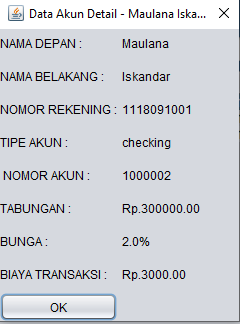 Data Akun Detail - Maulana Iska...
NAMA DEPAN : Maulana
NAMA BELAKANG : Iskandar
NOMOR REKENING : 1118091001
TIPE AKUN : checking
NOMOR AKUN : 1000002
TABUNGAN : Rp.300000.00
BUNGA : 2.0%
BIAYA TRANSAKSI : Rp.3000.00
OK